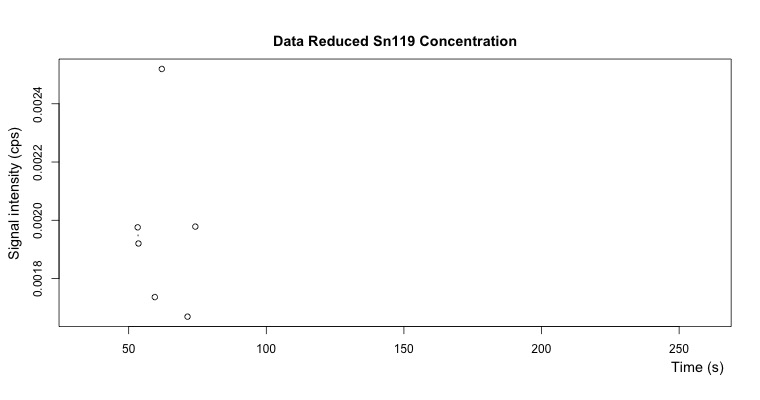 Data Reduced Sn119 Concentration
Signal intensity (cps)
0.0024
0.0022
0.0020
0.0018
50 100 150 200 250
Time (s)